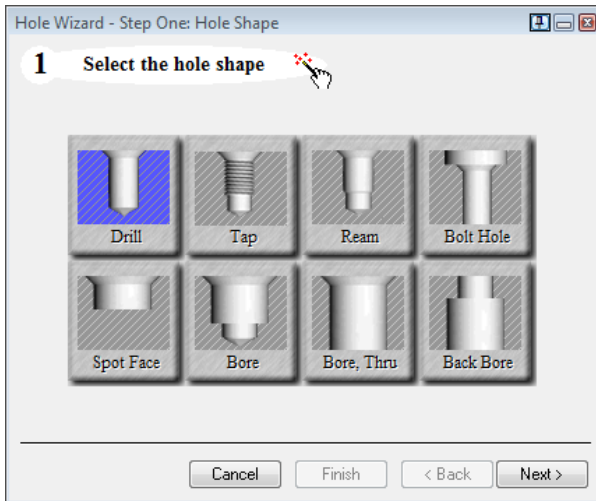 Hole Wizard - Step One: Hole Shape
1 Select the hole shape
Drill Tap Ream Bolt Hole
Spot Face Bore Bore, Thru Back Bore
Cancel Finish < Back Next >